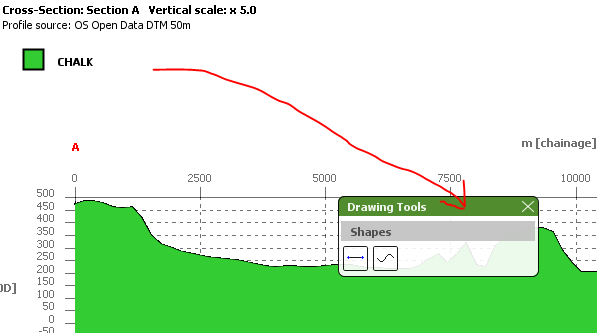 Cross-Section: Section A Vertical scale: x 5.0
Profile source: OS Open Data DTM 50m
CHALK
A
m [chainage]
0 2500 5000 7500 10000
500
450
400
350
300
250
200
150
100
50
0
-50
0D]
Drawing Tools
Shapes